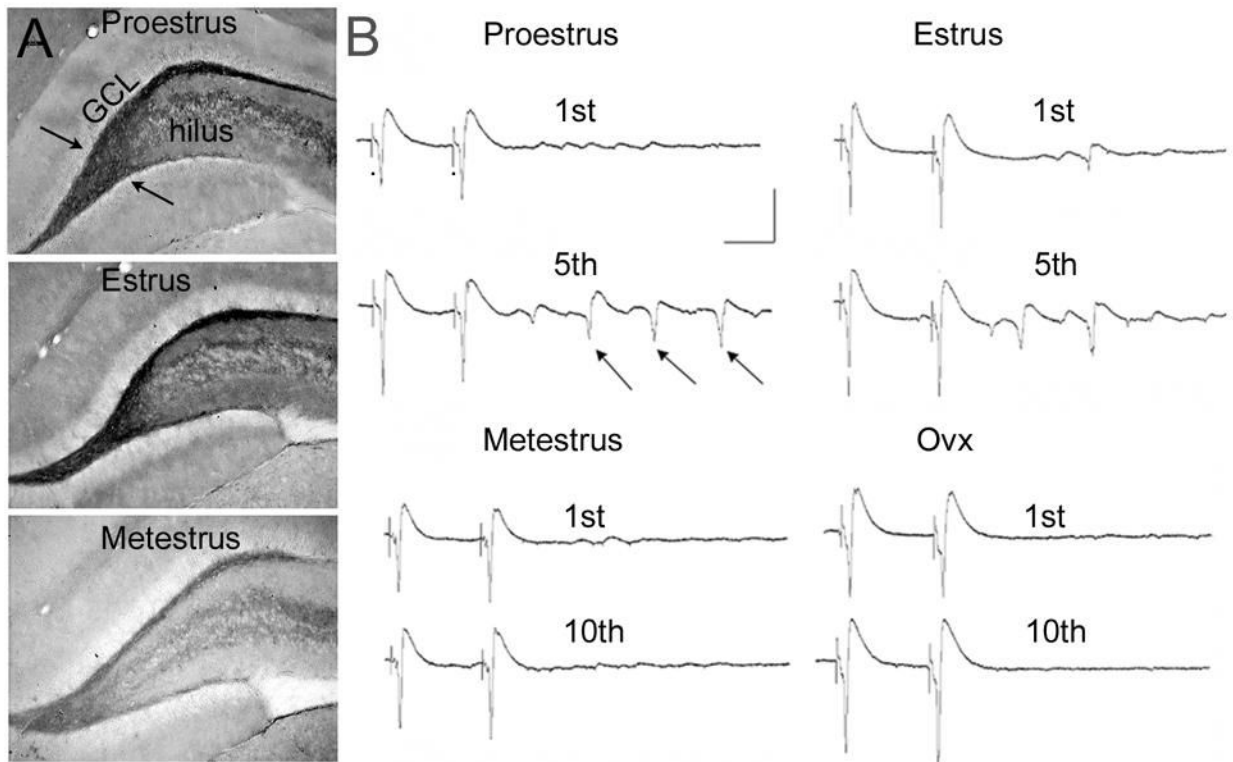 A
Proestrus
GCL
hilus
Estrus
Metestrus
B
Proestrus
Estrus
1st
1st
5th
5th
Metestrus
Ovx
1st
1st
10th
10th